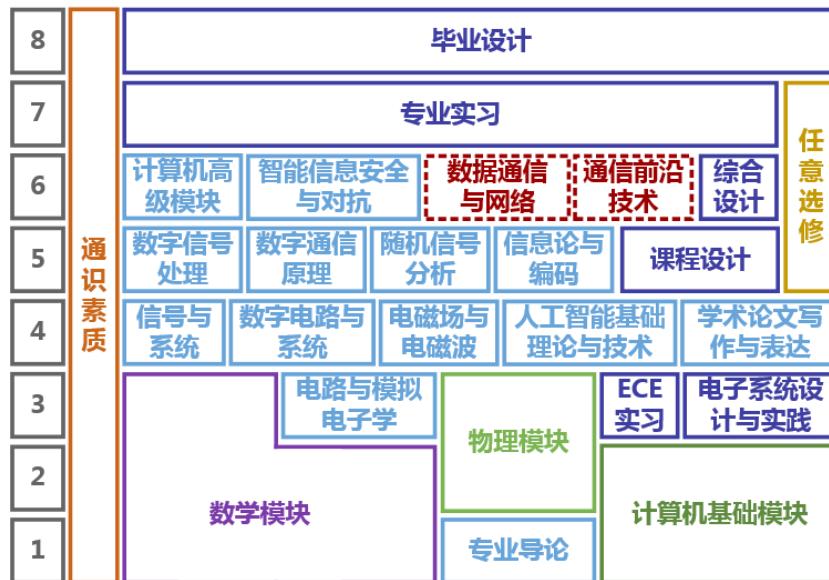 8
毕业设计
7
专业实习
任意选修
6
计算机高
级模块
智能信息安全
与对抗
数据通信
与网络
通信前沿
技术
综合
设计
通识素质
5
数字信号
处理
数字通信
原理
随机信号
分析
信息论与
编码
课程设计
4
信号与
系统
数字电路与
系统
电磁场与
电磁波
人工智能基础
理论与技术
学术论文写
作与表达
3
电路与模拟
电子学
物理模块
ECE
实习
电子系统设
计与实践
2
数学模块
计算机基础模块
1
专业导论